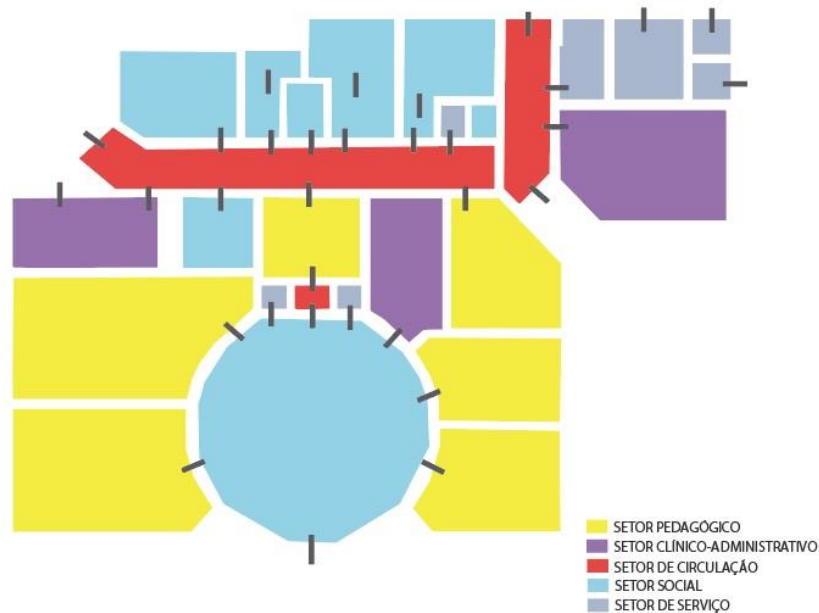 SETOR PEDAGÓGICO
SETOR CLÍNICO-ADMINISTRATIVO
SETOR DE CIRCULAÇÃO
SETOR SOCIAL
SETOR DE SERVIÇO